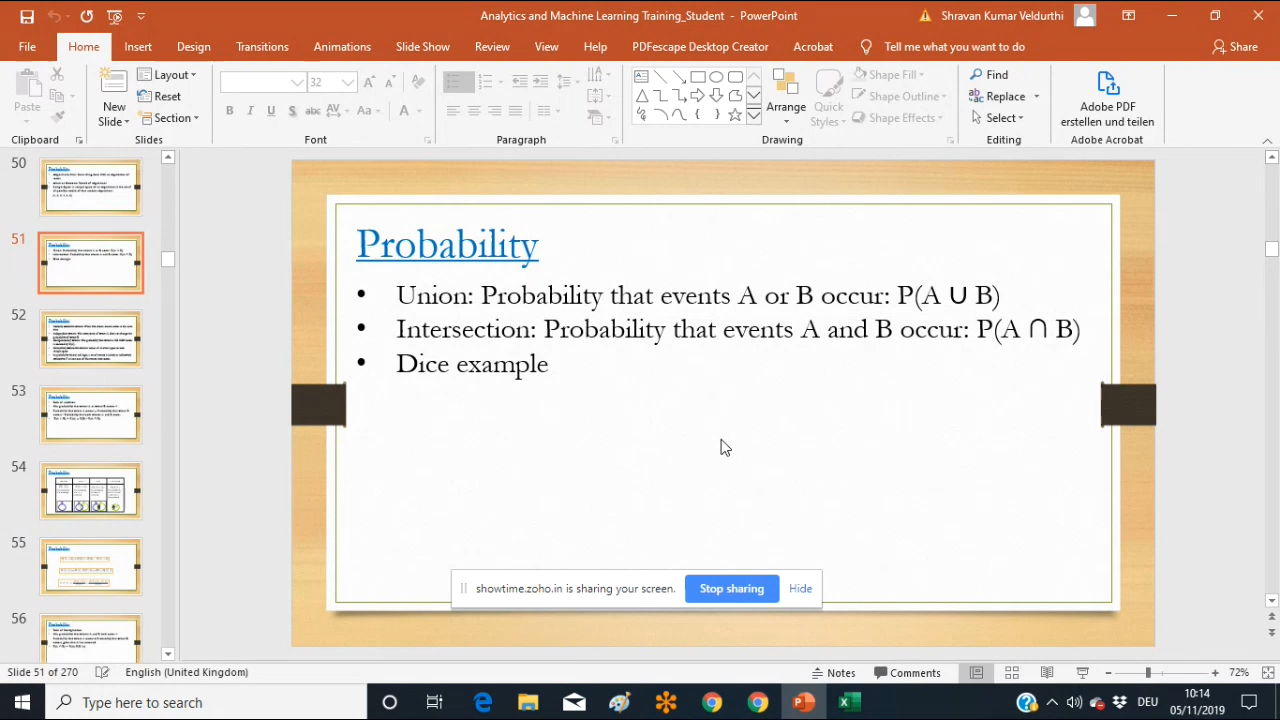 Analytics and Machine Learning Training_Student - PowerPoint
Shravan Kumar Veldurthi
File Home Insert Design Transitions Animations Slide Show Review View Help PDFescape Desktop Creator Acrobat Tell me what you want to do Share
Paste
New Slide
Layout
Reset
Section
32
B I U S abc AV Aa A
Arrange
Quick Styles
Shape Fill
Shape Outline
Shape Effects
Find
Replace
Select
Adobe PDF erstellen und teilen
Clipboard Slides Font Paragraph Drawing Editing Adobe Acrobat
50
51
52
53
54
55
56
Probability
• Union: Probability that events A or B occur: P(A ∪ B)
• Intersection: Probability that events A and B occur: P(A ∩ B)
• Dice example
showtime.zoho.in is sharing your screen. Stop sharing Hide
Slide 51 of 270 English (United Kingdom) Notes Comments 72%
Type here to search
DEU
10:14
05/11/2019